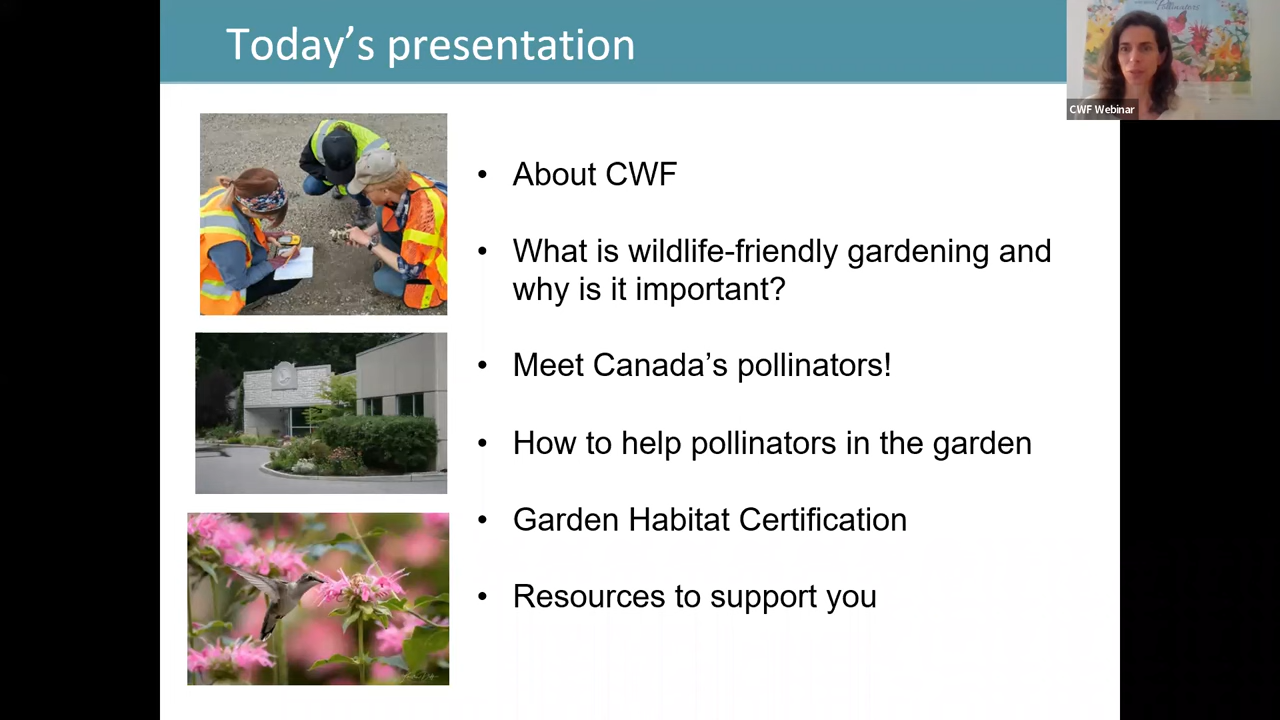 Today’s presentation
Pollinators
CWF Webinar
• About CWF
• What is wildlife-friendly gardening and
why is it important?
• Meet Canada’s pollinators!
• How to help pollinators in the garden
• Garden Habitat Certification
• Resources to support you